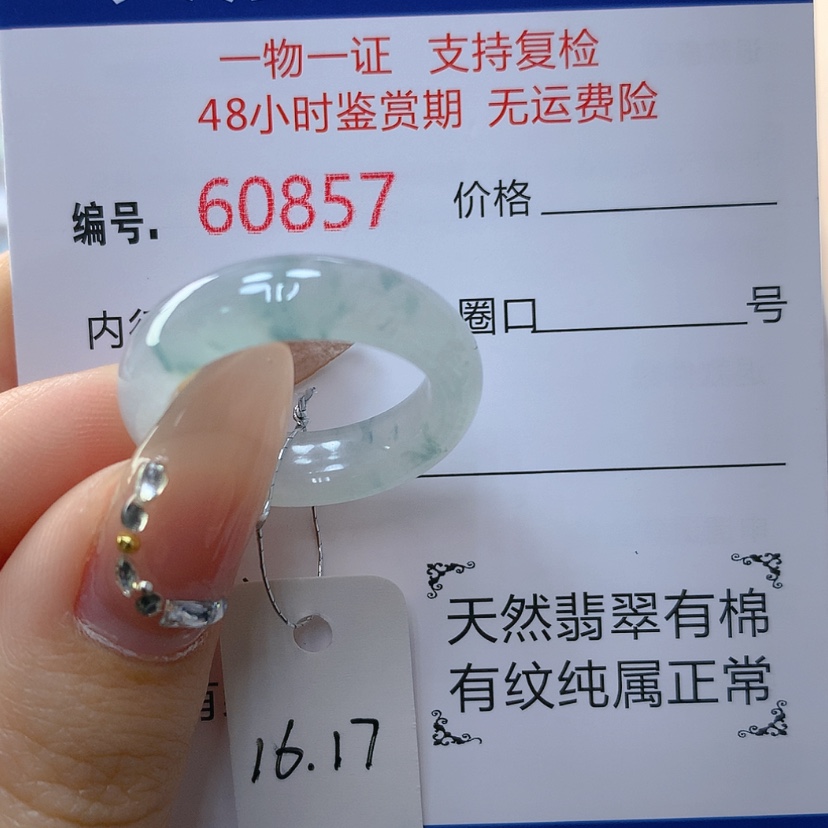 一物一证 支持复检
48小时鉴赏期 无运费险
编号. 60857 价格
内 圈口 号
天然翡翠有棉
有纹纯属正常
16.17